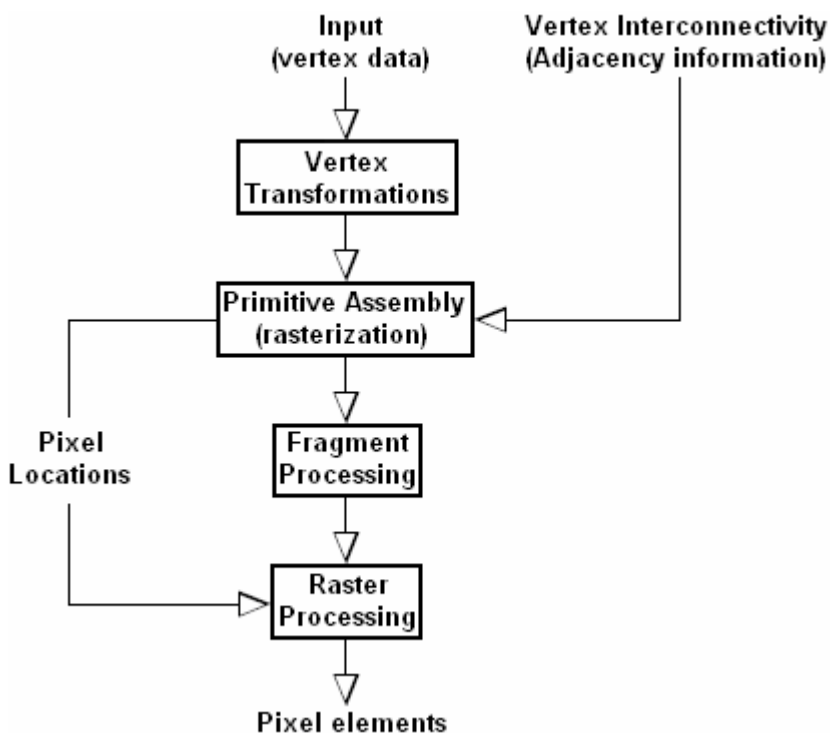 Input
(vertex data)
Vertex Interconnectivity
(Adjacency information)
Vertex
Transformations
Primitive Assembly
(rasterization)
Pixel
Locations
Fragment
Processing
Raster
Processing
Pixel elements